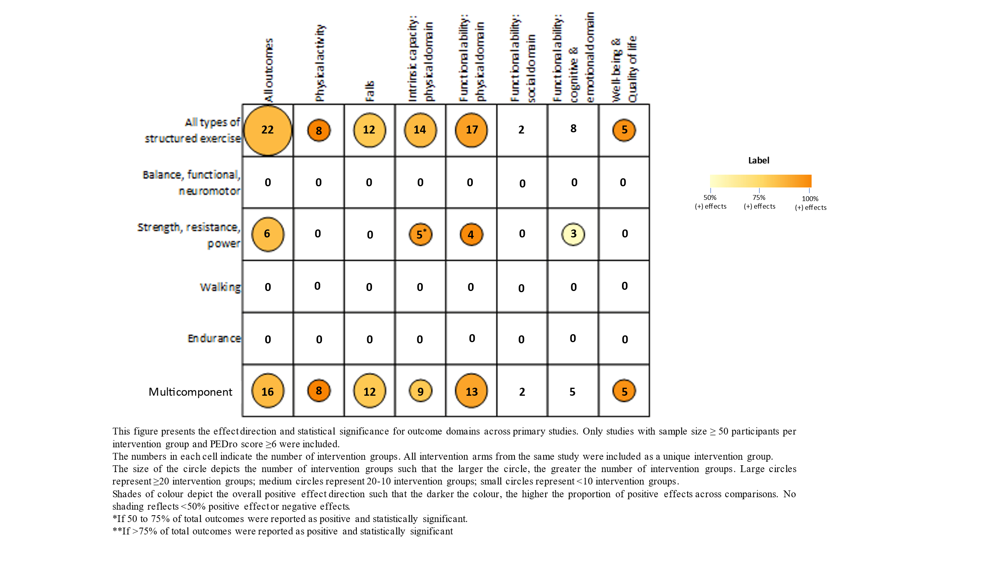 All outcomes
Physical activity
Falls
Intrinsic capacity:
physical domain
Functional ability:
physical domain
Functional ability:
social domain
Functional ability:
cognitive &
emotional domain
Well-being &
Quality of life
All types of
structured exercise
22 8 12 14 17 2 8 5
Balance, functional,
neuromotor
0 0 0 0 0 0 0 0
Strength, resistance,
power
6 0 0 5* 4 0 3 0
Walking
0 0 0 0 0 0 0 0
Endurance
0 0 0 0 0 0 0 0
Multicomponent
16 8 12 9 13 2 5 5
Label
50% 75% 100%
(+) effects (+) effects (+) effects
This figure presents the effect direction and statistical significance for outcome domains across primary studies. Only studies with sample size ≥ 50 participants per
intervention group and PEDro score ≥6 were included.
The numbers in each cell indicate the number of intervention groups. All intervention arms from the same study were included as a unique intervention group.
The size of the circle depicts the number of intervention groups such that the larger the circle, the greater the number of intervention groups. Large circles
represent ≥20 intervention groups; medium circles represent 20-10 intervention groups; small circles represent <10 intervention groups.
Shades of colour depict the overall positive effect direction such that the darker the colour, the higher the proportion of positive effects across comparisons. No
shading reflects <50% positive effect or negative effects.
*If 50 to 75% of total outcomes were reported as positive and statistically significant.
**If >75% of total outcomes were reported as positive and statistically significant